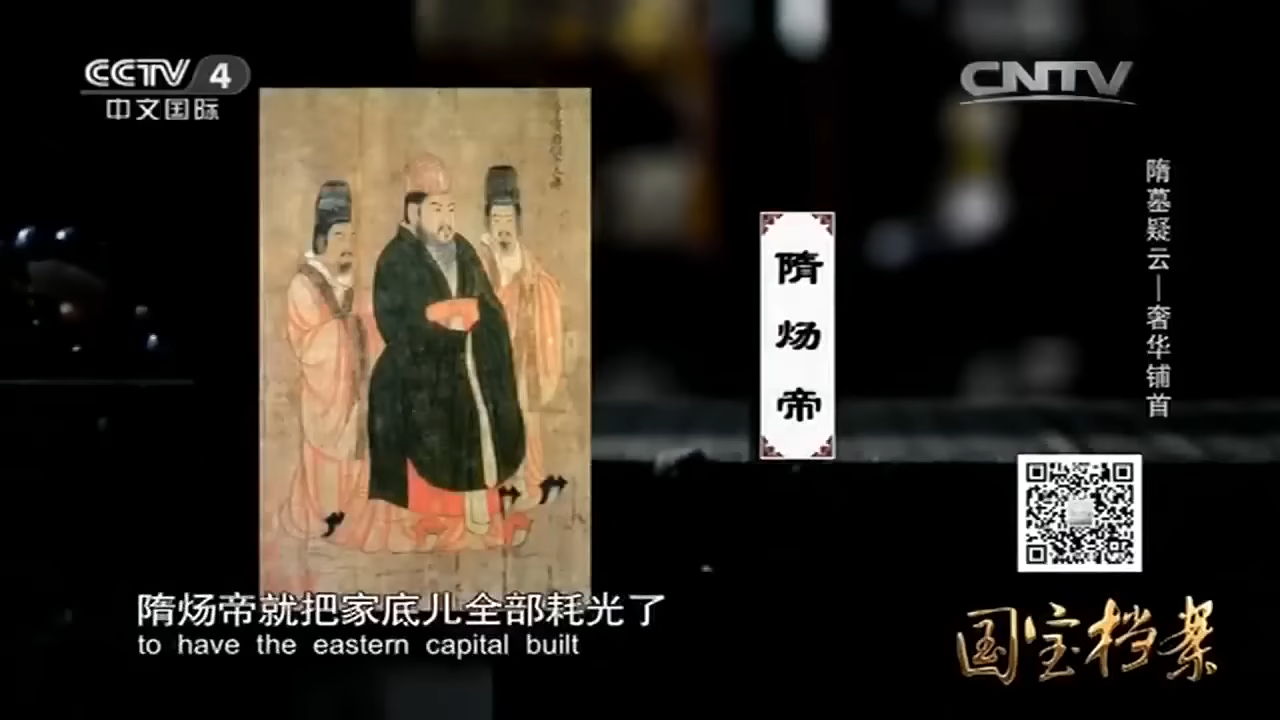 CCTV 4
中文国际
CNTV
隋墓疑云—奢华铺首
隋炀帝
隋炀帝就把家底儿全部耗光了
to have the eastern capital built
国宝档案